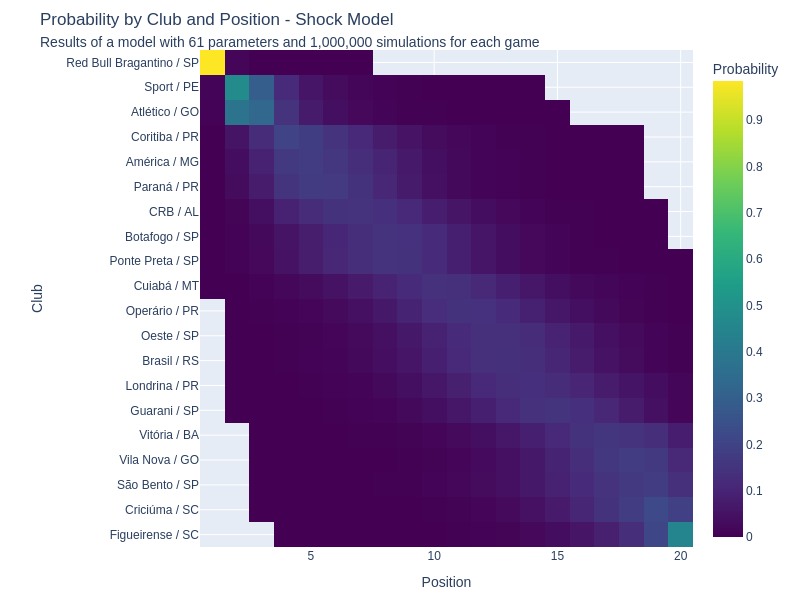 Probability by Club and Position - Shock Model
Results of a model with 61 parameters and 1,000,000 simulations for each game
Probability
Red Bull Bragantino / SP
Sport / PE
Atlético / GO
Coritiba / PR
América / MG
Paraná / PR
CRB / AL
Botafogo / SP
Ponte Preta / SP
Cuiabá / MT
Operário / PR
Oeste / SP
Brasil / RS
Londrina / PR
Guarani / SP
Vitória / BA
Vila Nova / GO
São Bento / SP
Criciúma / SC
Figueirense / SC
Club
5
10
15
20
Position
0.9
0.8
0.7
0.6
0.5
0.4
0.3
0.2
0.1
0